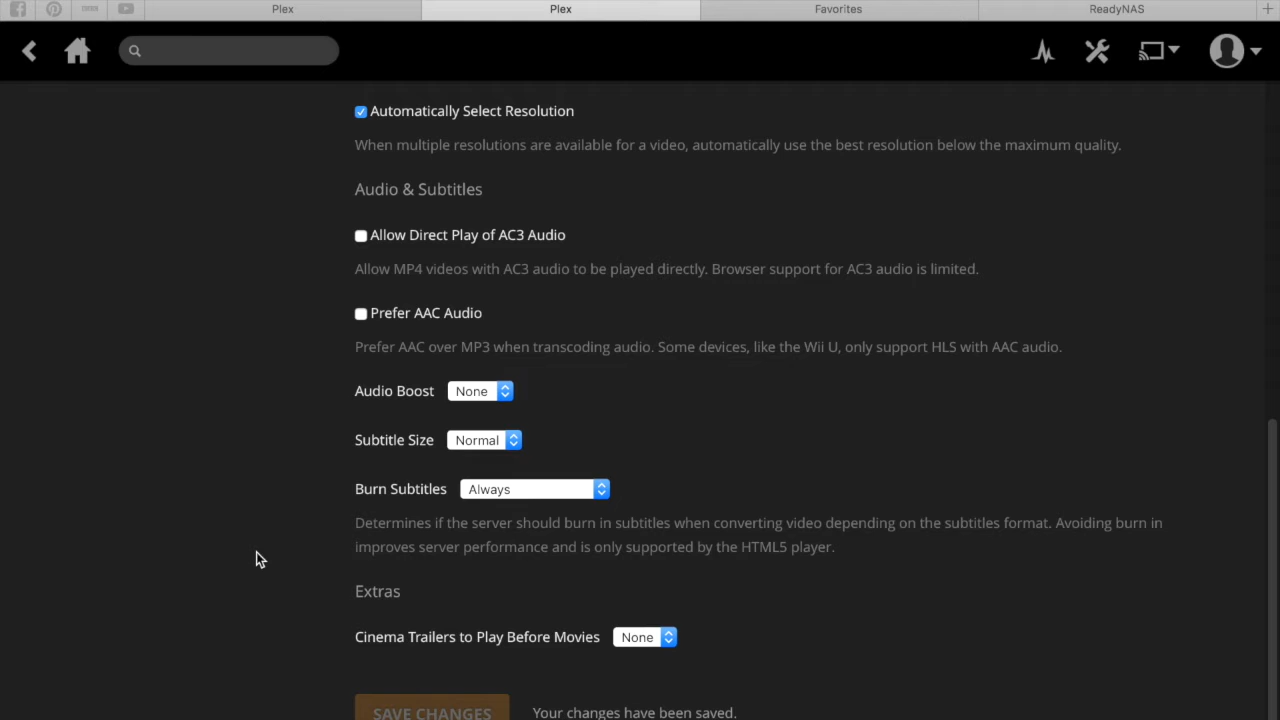 Plex
Plex
Favorites
ReadyNAS
Automatically Select Resolution
When multiple resolutions are available for a video, automatically use the best resolution below the maximum quality.
Audio & Subtitles
Allow Direct Play of AC3 Audio
Allow MP4 videos with AC3 audio to be played directly. Browser support for AC3 audio is limited.
Prefer AAC Audio
Prefer AAC over MP3 when transcoding audio. Some devices, like the Wii U, only support HLS with AAC audio.
Audio Boost None
Subtitle Size Normal
Burn Subtitles Always
Determines if the server should burn in subtitles when converting video depending on the subtitles format. Avoiding burn in
improves server performance and is only supported by the HTML5 player.
Extras
Cinema Trailers to Play Before Movies None
SAVE CHANGES Your changes have been saved.